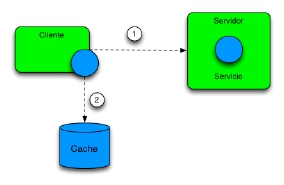 Cliente
1
Servidor
Servicio
2
Cache